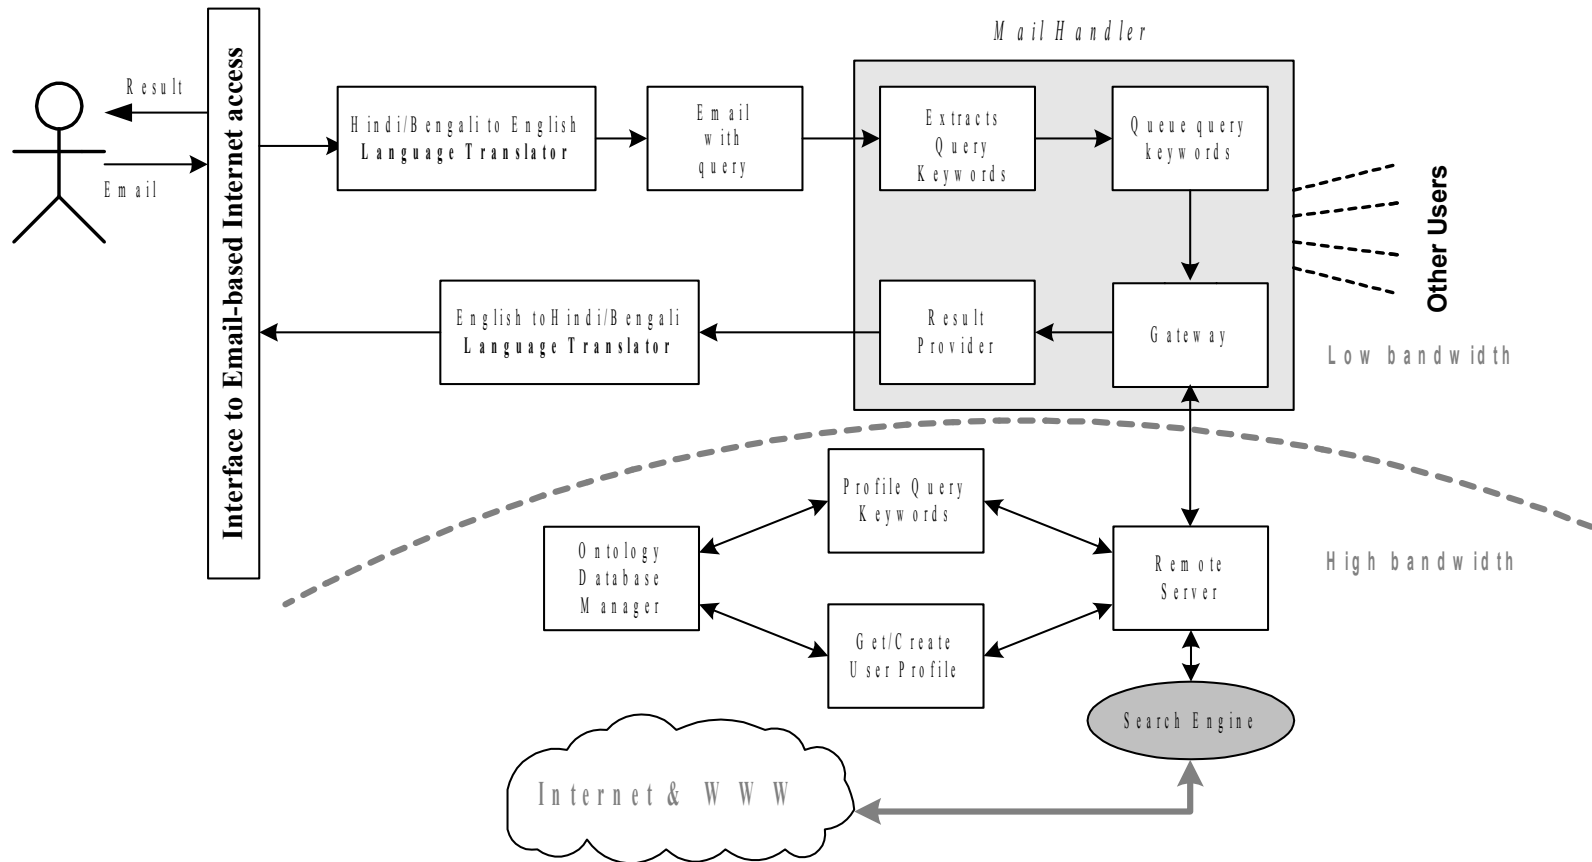 Mail Handler
Result
Email
Interface to Email-based Internet access
Hindi/Bengali to English
Language Translator
Email
with
query
Extracts
Query
Keywords
Queue query
keywords
Other Users
English to Hindi/Bengali
Language Translator
Result
Provider
Gateway
Low bandwidth
Profile Query
Keywords
Ontology
Database
Manager
Remote
Server
High bandwidth
Get/Create
User Profile
Search Engine
Internet & WWW